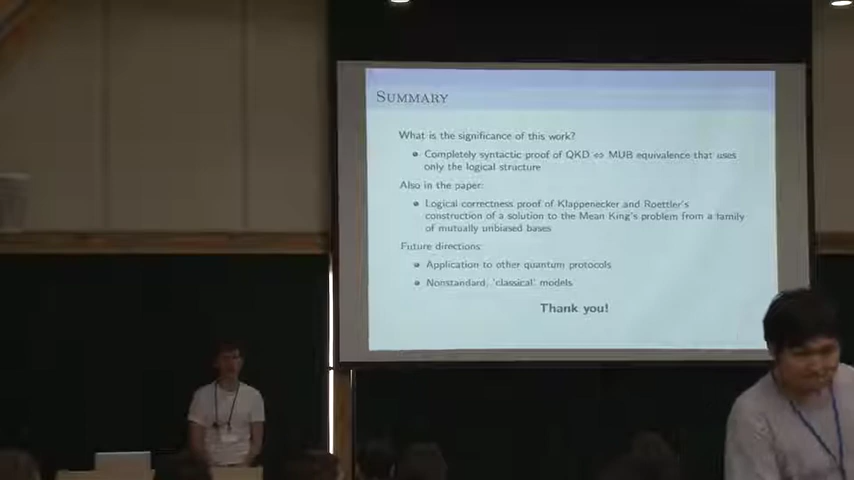 SUMMARY
What is the significance of this work?
Completely syntactic proof of QKD ⇔ MUB equivalence that uses
only the logical structure
Also in the paper:
Logical correctness proof of Klappenecker and Roettler's
construction of a solution to the Mean King's problem from a family
of mutually unbiased bases
Future directions:
Application to other quantum protocols
Nonstandard, 'classical' models
Thank you!